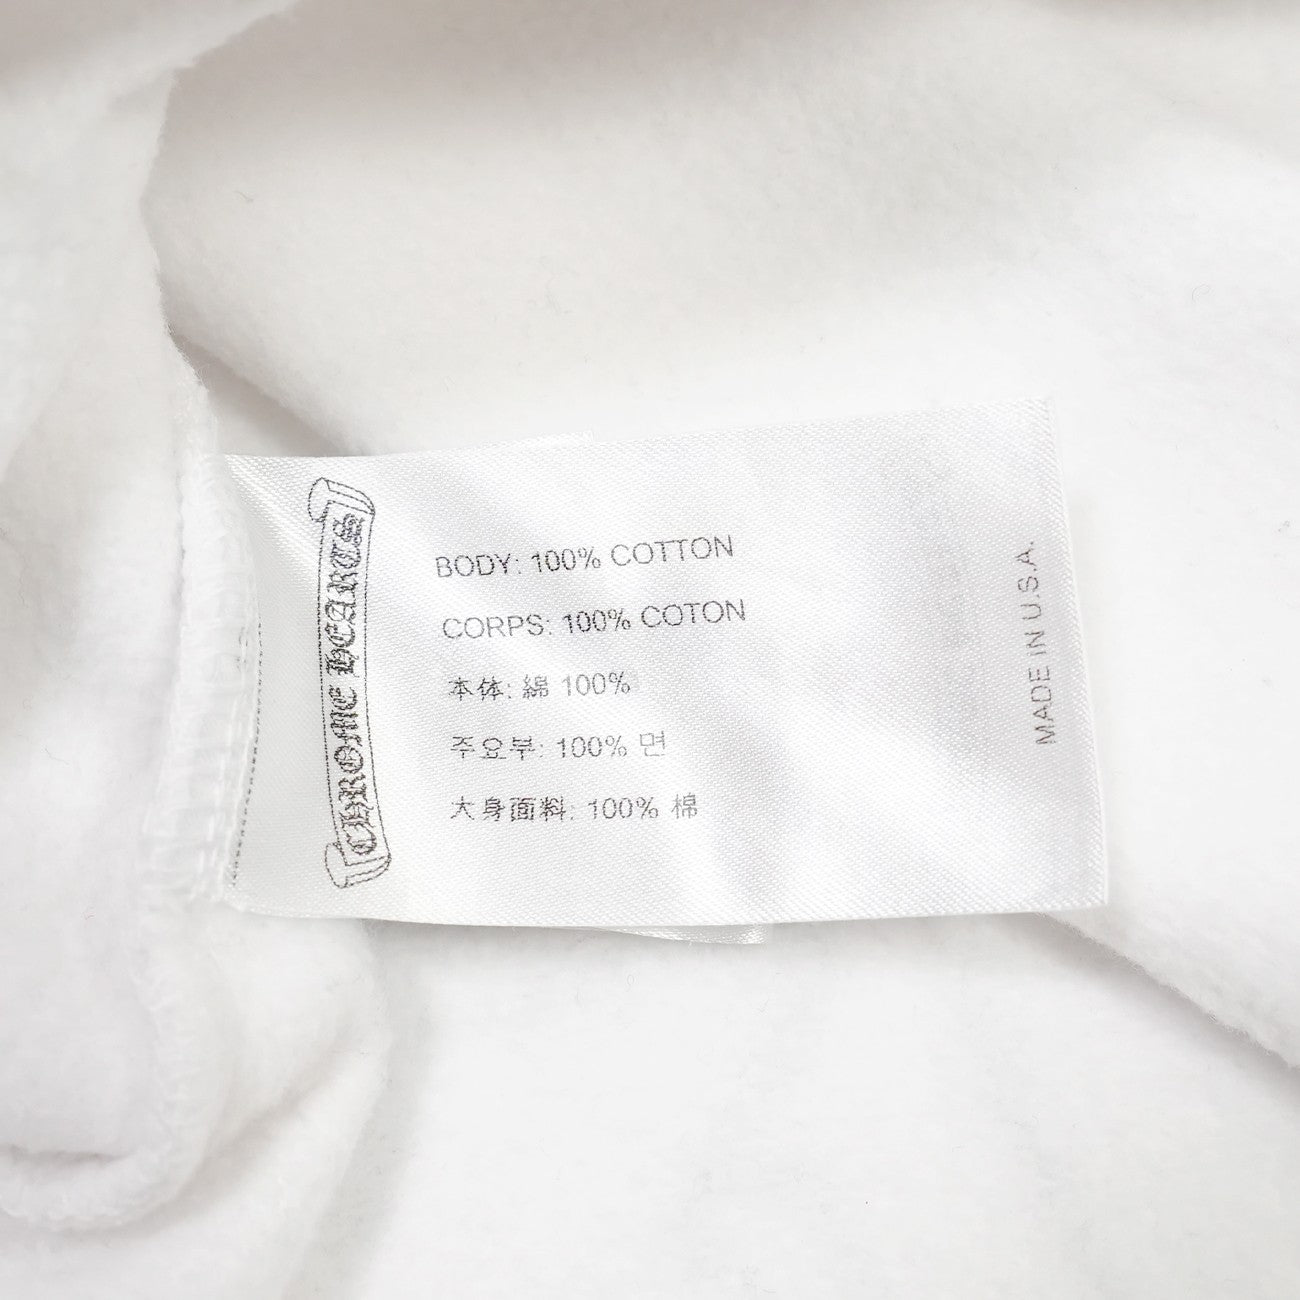 CHROME HEARTS
BODY: 100% COTTON
CORPS: 100% COTON
本体: 綿 100%
주요부: 100% 면
大身面料: 100% 棉
MADE IN U.S.A.